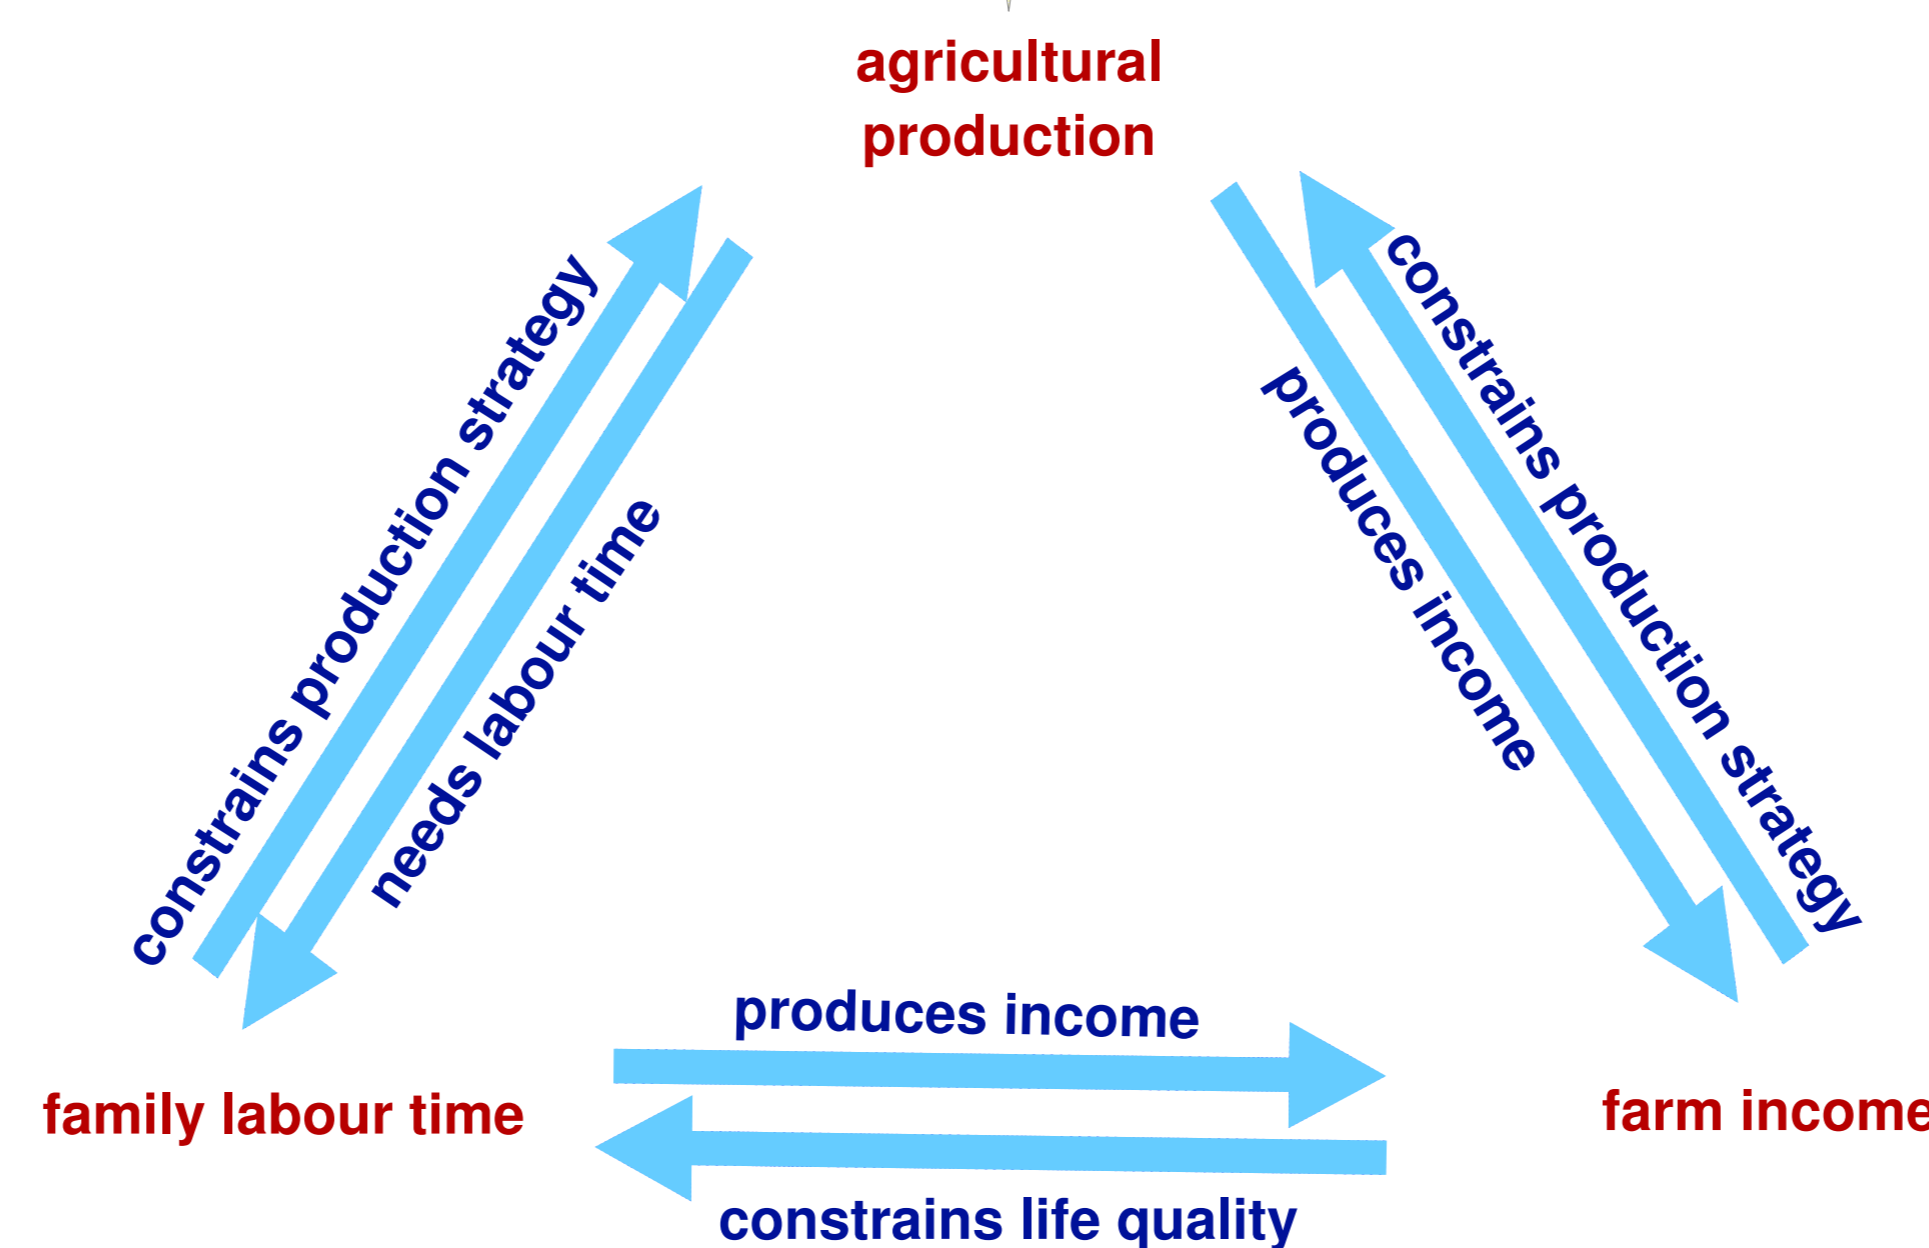 agricultural
production
constrains production strategy
needs labour time
produces income
constrains production strategy
produces income
family labour time
farm income
constrains life quality